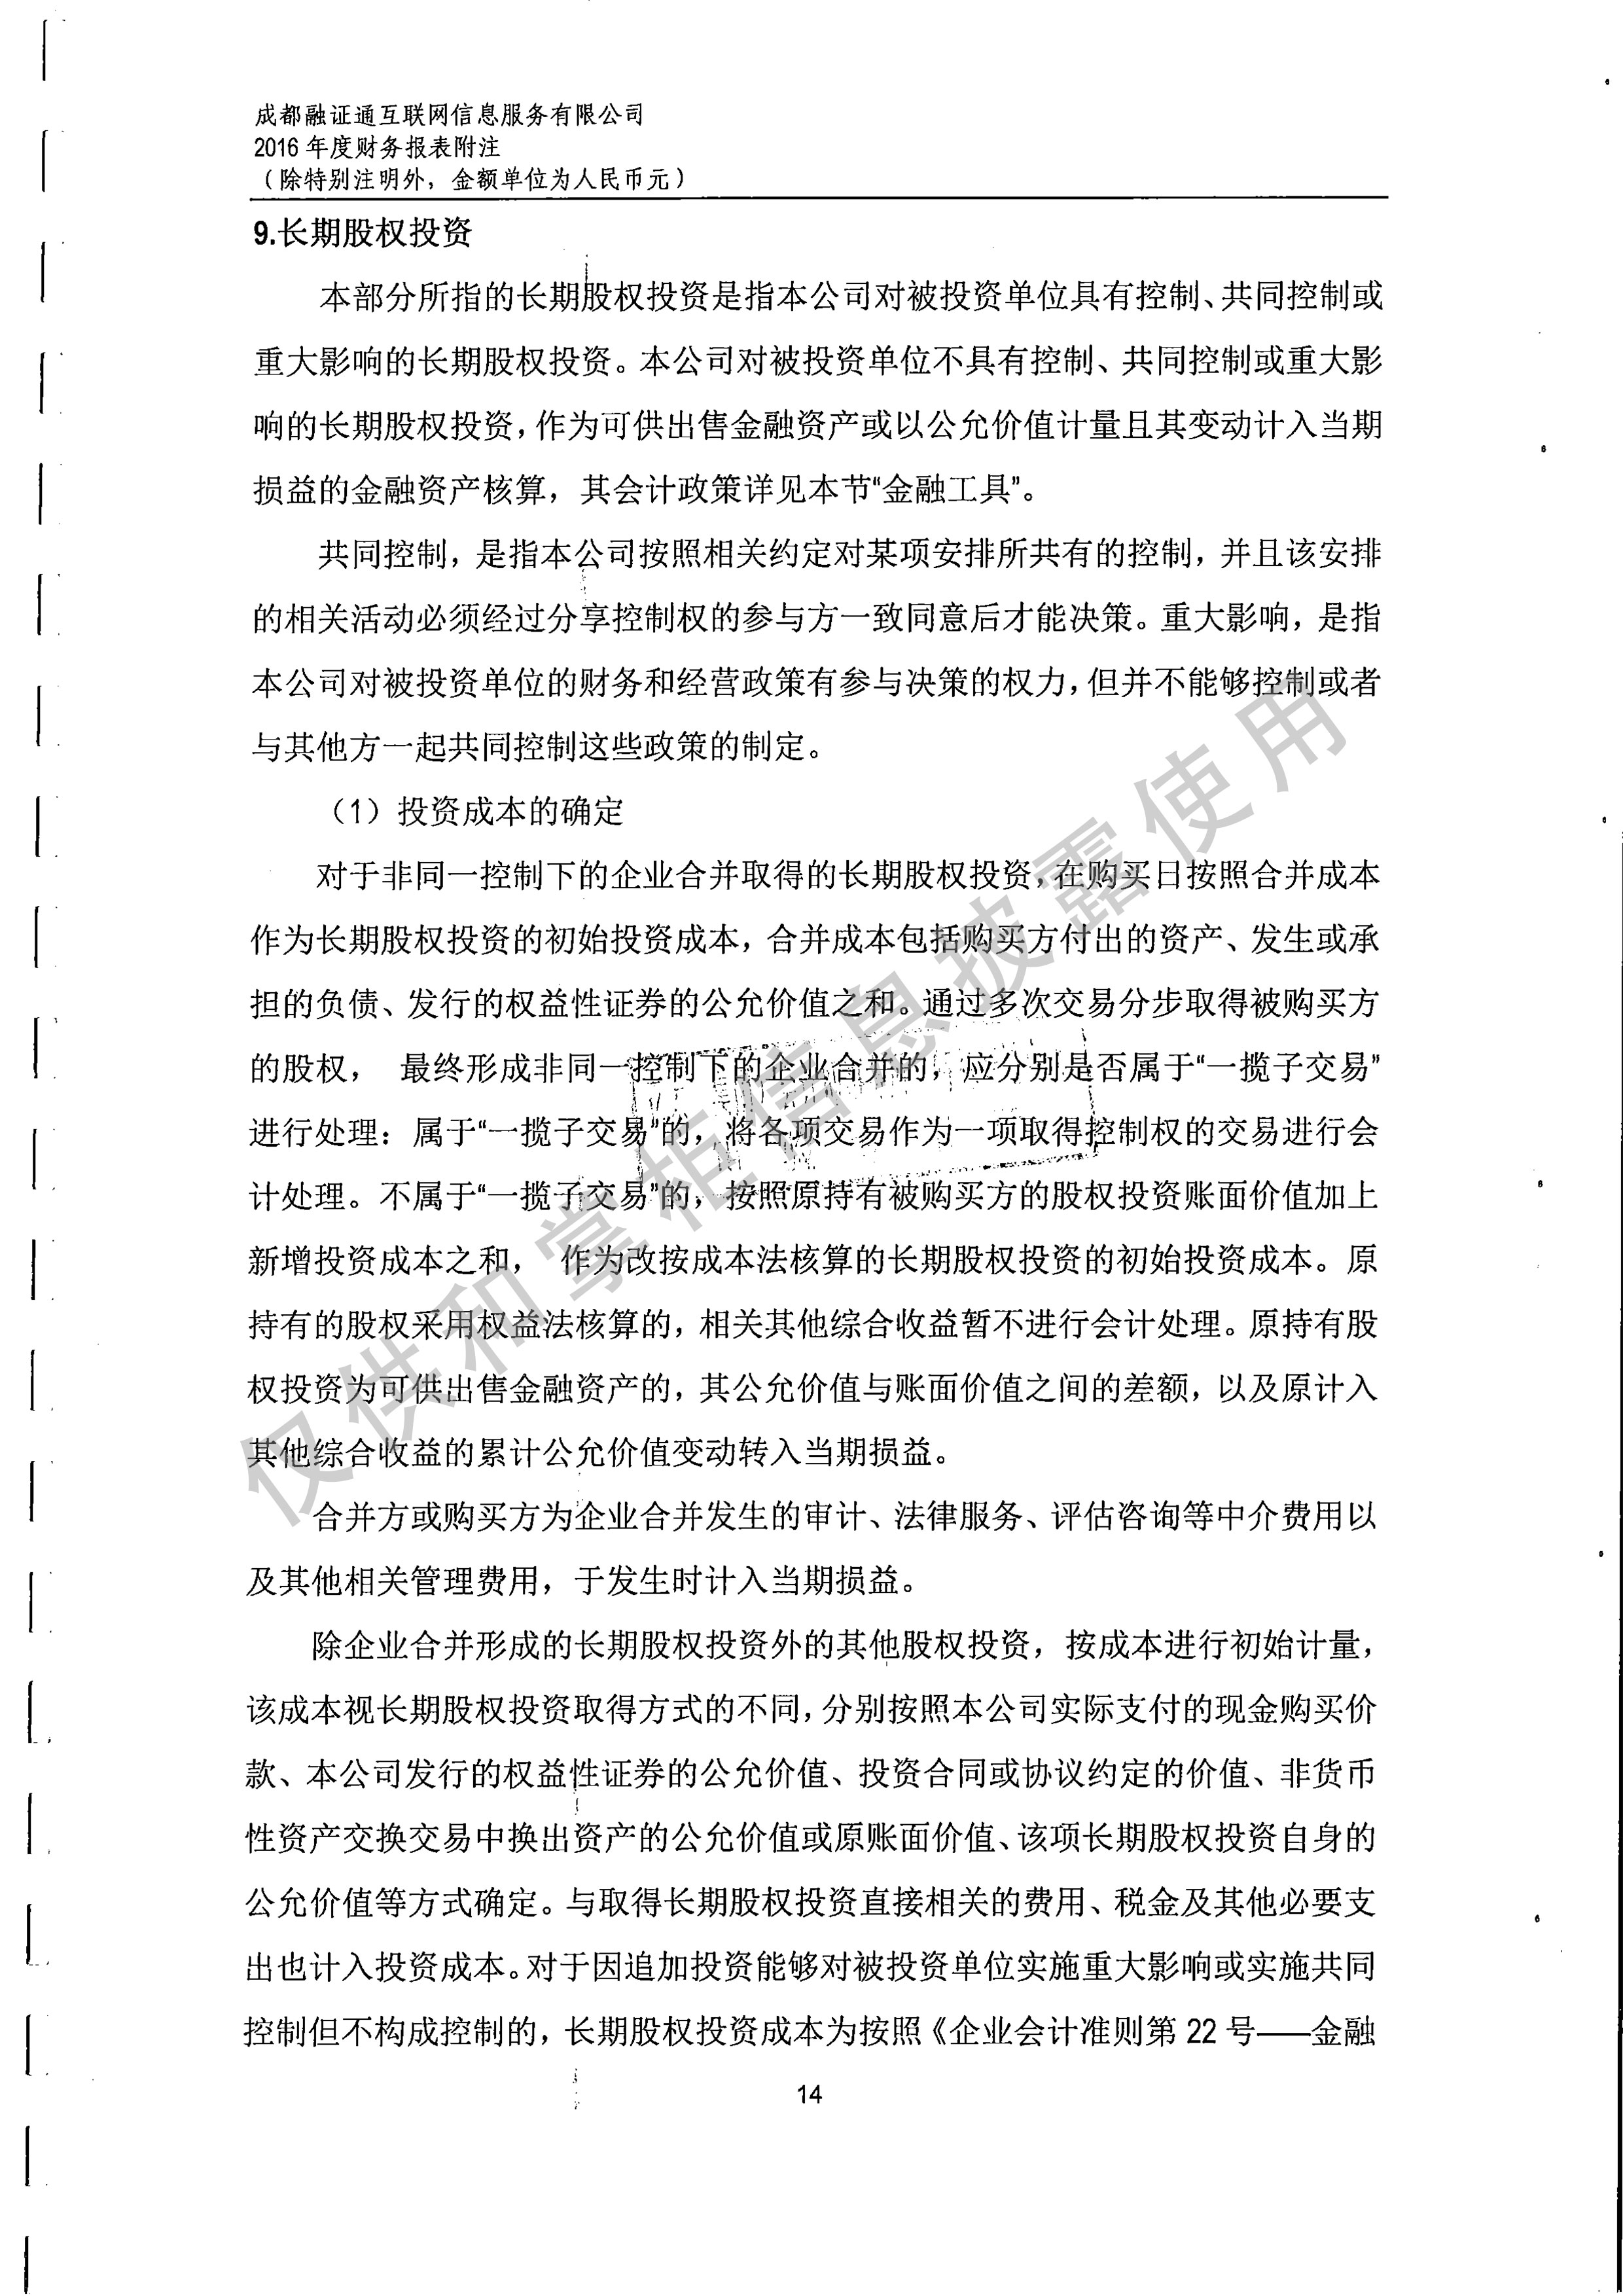 成都融证通互联网信息服务有限公司
2016 年度财务报表附注
（除特别注明外，金额单位为人民币元）
9.长期股权投资
本部分所指的长期股权投资是指本公司对被投资单位具有控制、共同控制或
重大影响的长期股权投资。本公司对被投资单位不具有控制、共同控制或重大影
响的长期股权投资，作为可供出售金融资产或以公允价值计量且其变动计入当期
损益的金融资产核算，其会计政策详见本节“金融工具”。
共同控制，是指本公司按照相关约定对某项安排所共有的控制，并且该安排
的相关活动必须经过分享控制权的参与方一致同意后才能决策。重大影响，是指
本公司对被投资单位的财务和经营政策有参与决策的权力，但并不能够控制或者
与其他方一起共同控制这些政策的制定。
（1）投资成本的确定
对于非同一控制下的企业合并取得的长期股权投资，在购买日按照合并成本
作为长期股权投资的初始投资成本，合并成本包括购买方付出的资产、发生或承
担的负债、发行的权益性证券的公允价值之和。通过多次交易分步取得被购买方
的股权， 最终形成非同一控制下的企业合并的，应分别是否属于“一揽子交易”
进行处理：属于“一揽子交易”的，将各项交易作为一项取得控制权的交易进行会
计处理。不属于“一揽子交易”的，按照原持有被购买方的股权投资账面价值加上
新增投资成本之和， 作为改按成本法核算的长期股权投资的初始投资成本。原
持有的股权采用权益法核算的，相关其他综合收益暂不进行会计处理。原持有股
权投资为可供出售金融资产的，其公允价值与账面价值之间的差额，以及原计入
其他综合收益的累计公允价值变动转入当期损益。
合并方或购买方为企业合并发生的审计、法律服务、评估咨询等中介费用以
及其他相关管理费用，于发生时计入当期损益。
除企业合并形成的长期股权投资外的其他股权投资，按成本进行初始计量，
该成本视长期股权投资取得方式的不同，分别按照本公司实际支付的现金购买价
款、本公司发行的权益性证券的公允价值、投资合同或协议约定的价值、非货币
性资产交换交易中换出资产的公允价值或原账面价值、该项长期股权投资自身的
公允价值等方式确定。与取得长期股权投资直接相关的费用、税金及其他必要支
出也计入投资成本。对于因追加投资能够对被投资单位实施重大影响或实施共同
控制但不构成控制的，长期股权投资成本为按照《企业会计准则第 22 号——金融
14
仅供和掌柜信息披露使用